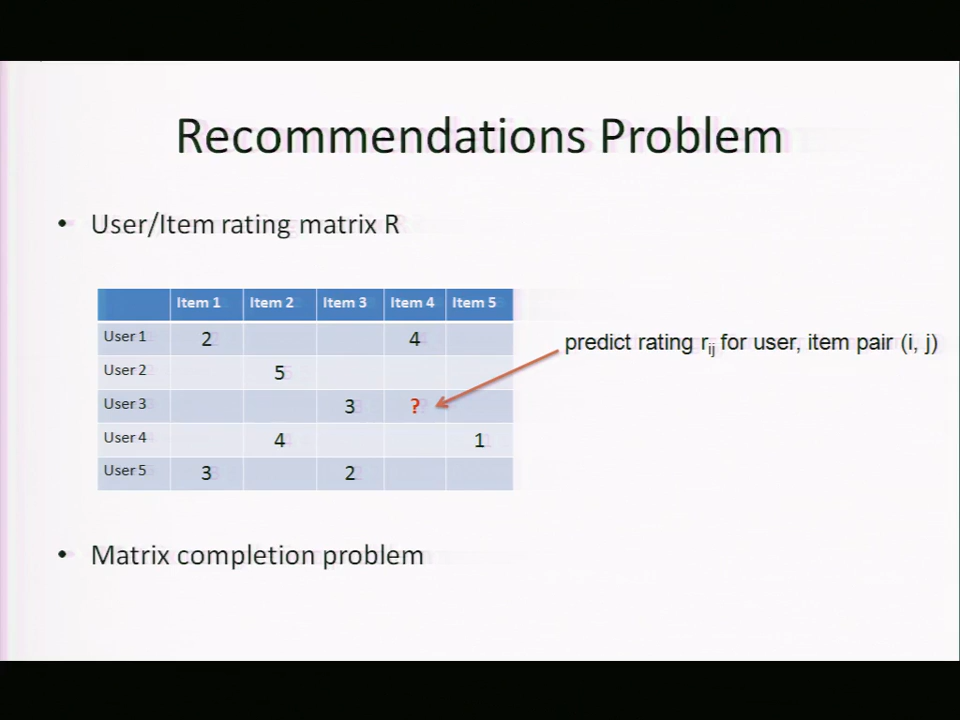 Recommendations Problem
• User/Item rating matrix R
Item 1 Item 2 Item 3 Item 4 Item 5
User 1 2 4
predict rating rij for user, item pair (i, j)
User 2 5
User 3 3 ?
User 4 4 1
User 5 3 2
• Matrix completion problem